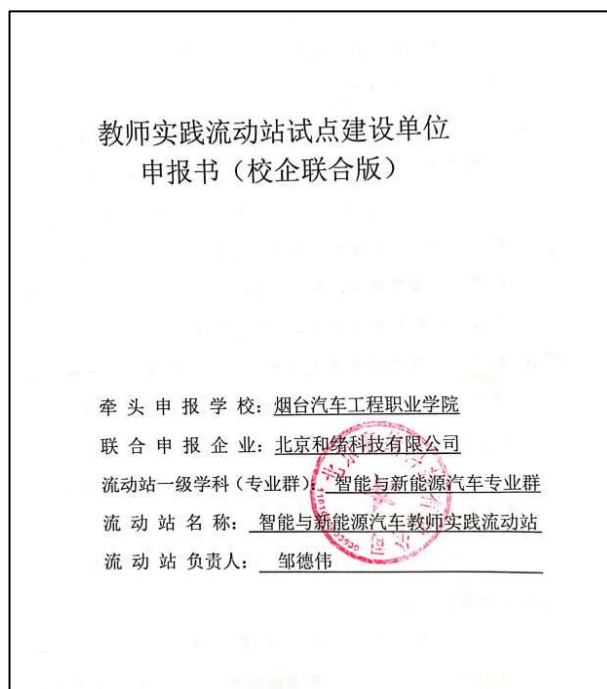 教师实践流动站试点建设单位
申报书（校企联合版）
牵头申报学校：烟台汽车工程职业学院
联合申报企业：北京和绪科技有限公司
流动站一级学科（专业群）：智能与新能源汽车专业群
流动站名称：智能与新能源汽车教师实践流动站
流动站负责人：邹德伟